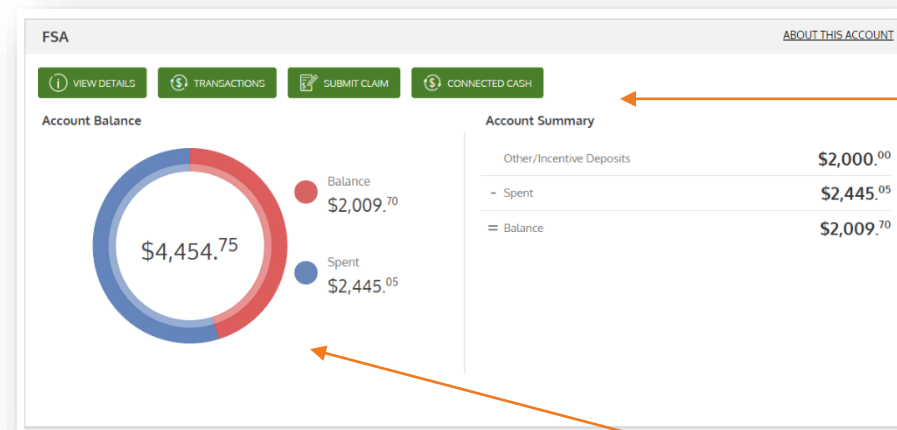 FSA
ABOUT THIS ACCOUNT
VIEW DETAILS
TRANSACTIONS
SUBMIT CLAIM
CONNECTED CASH
Account Balance
$4,454.75
Balance
$2,009.70
Spent
$2,445.05
Account Summary
Other/Incentive Deposits $2,000.00
- Spent $2,445.05
= Balance $2,009.70